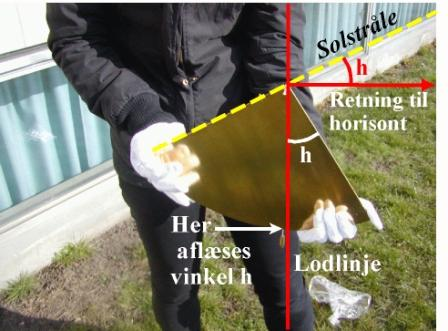 Solstråle
h
Retning til
horisont
h
Her
aflæses
vinkel h
Lodlinje